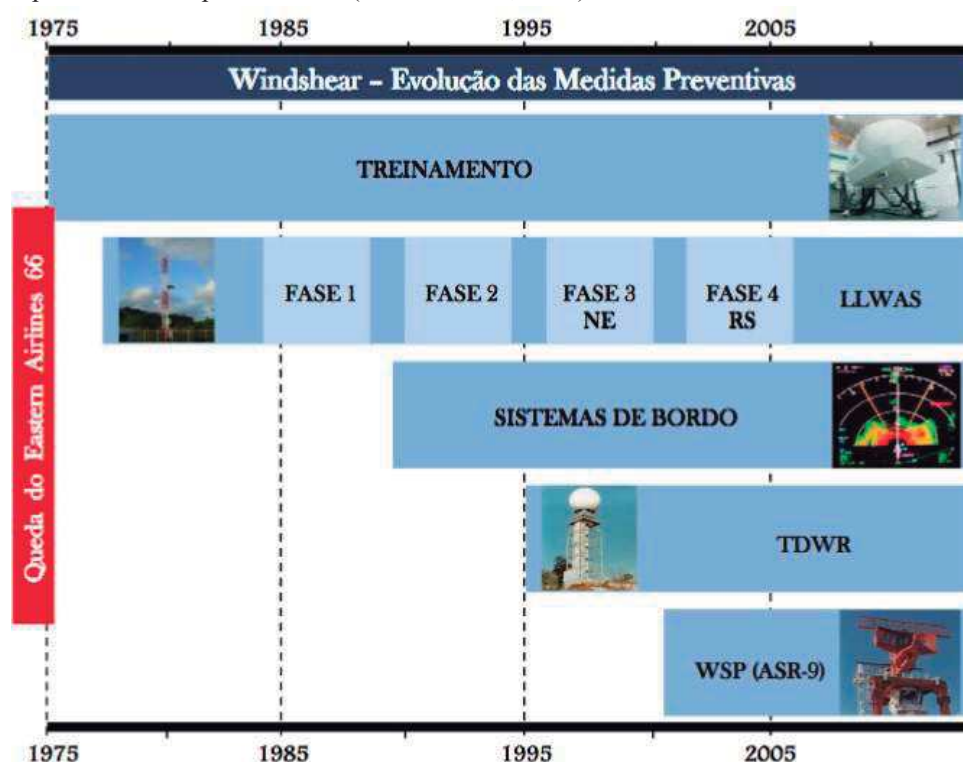 1975 1985 1995 2005
Windshear – Evolução das Medidas Preventivas
TREINAMENTO
Queda do Eastern Airlines 66
FASE 1
FASE 2
FASE 3
NE
FASE 4
RS
LLWAS
SISTEMAS DE BORDO
TDWR
WSP (ASR-9)
1975 1985 1995 2005